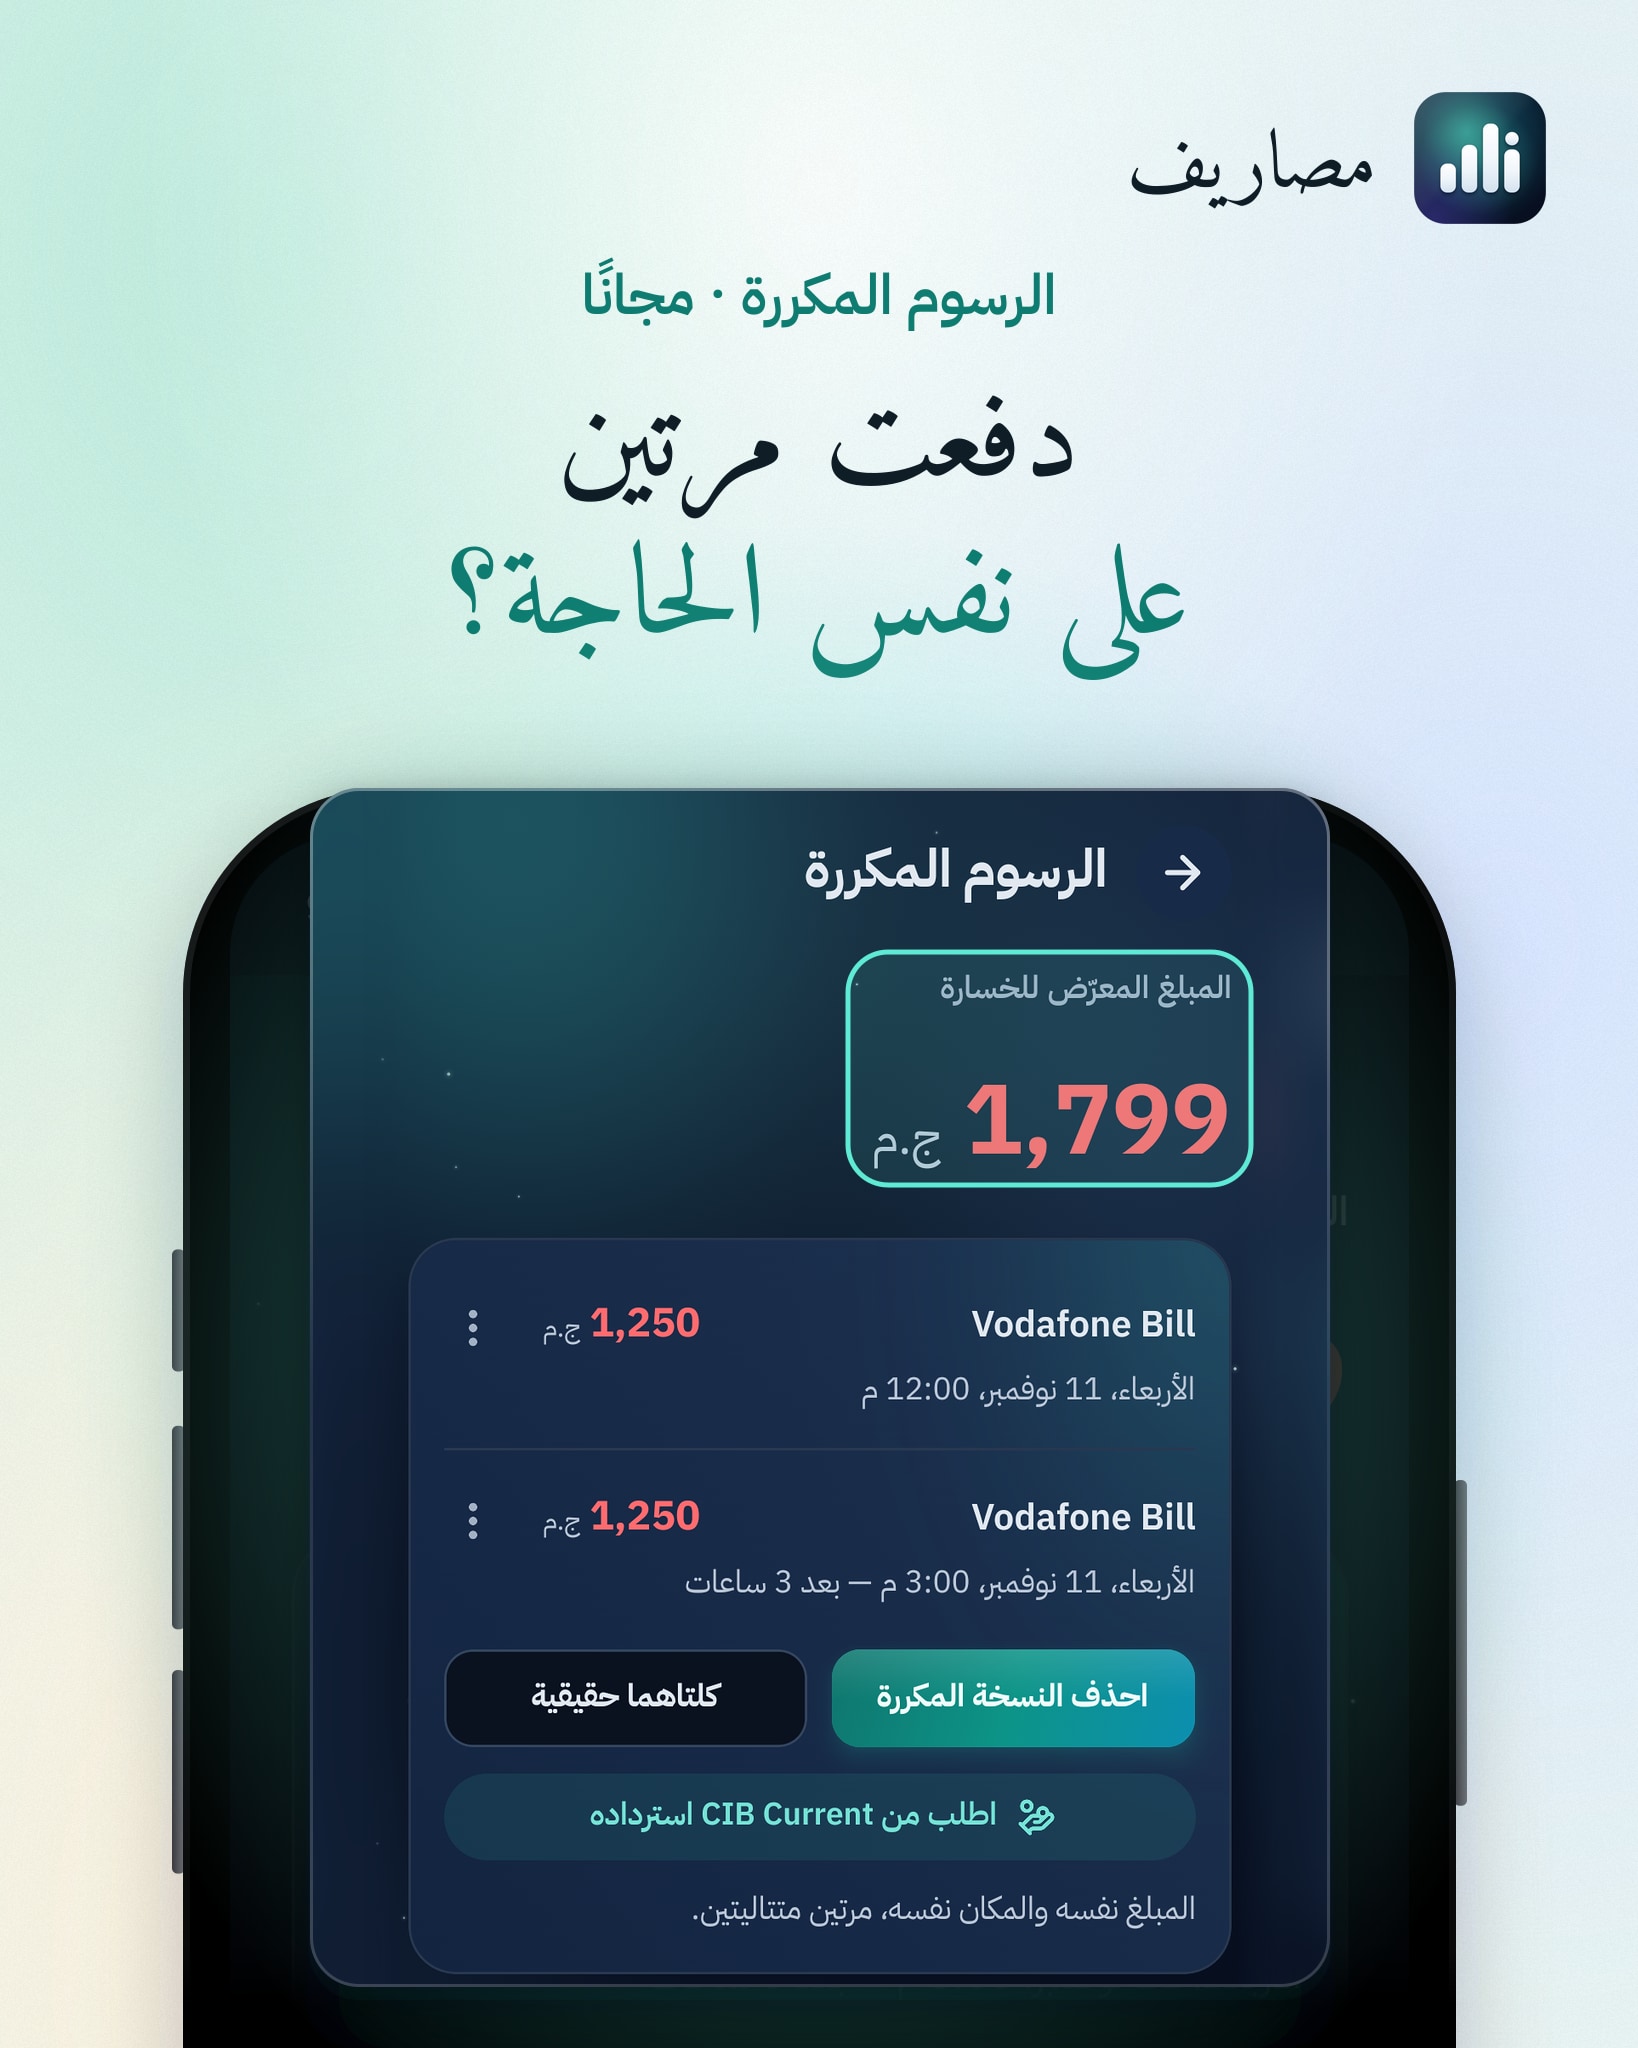 مصاريف
الرسوم المكررة · مجانًا
دفعت مرتين
على نفس الحاجة؟
الرسوم المكررة
المبلغ المعرّض للخسارة
1,799 ج.م
Vodafone Bill 1,250 ج.م
الأربعاء، 11 نوفمبر، 12:00 م
Vodafone Bill 1,250 ج.م
الأربعاء، 11 نوفمبر، 3:00 م — بعد 3 ساعات
احذف النسخة المكررة
كلتاهما حقيقية
اطلب من CIB Current استرداده
المبلغ نفسه والمكان نفسه، مرتين متتاليتين.